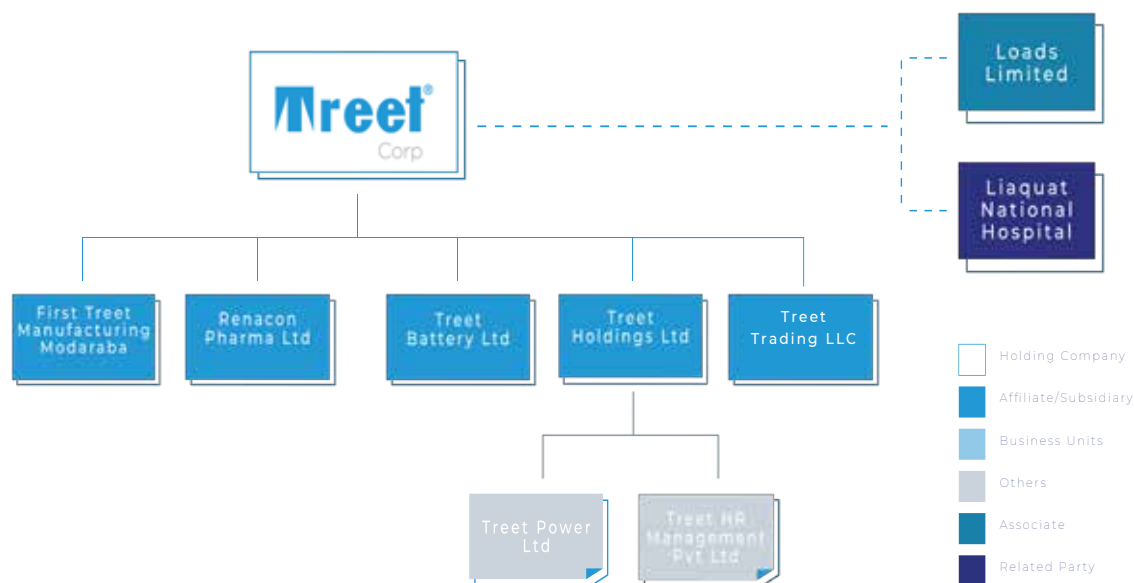 Treet®
Corp
Loads
Limited
Liaquat
National
Hospital
First Treet
Manufacturing
Modaraba
Renacon
Pharma Ltd
Treet
Battery Ltd
Treet
Holdings Ltd
Treet
Trading LLC
Treet Power
Ltd
Treet HR
Management
Pvt Ltd
Holding Company
Affiliate/Subsidiary
Business Units
Others
Associate
Related Party